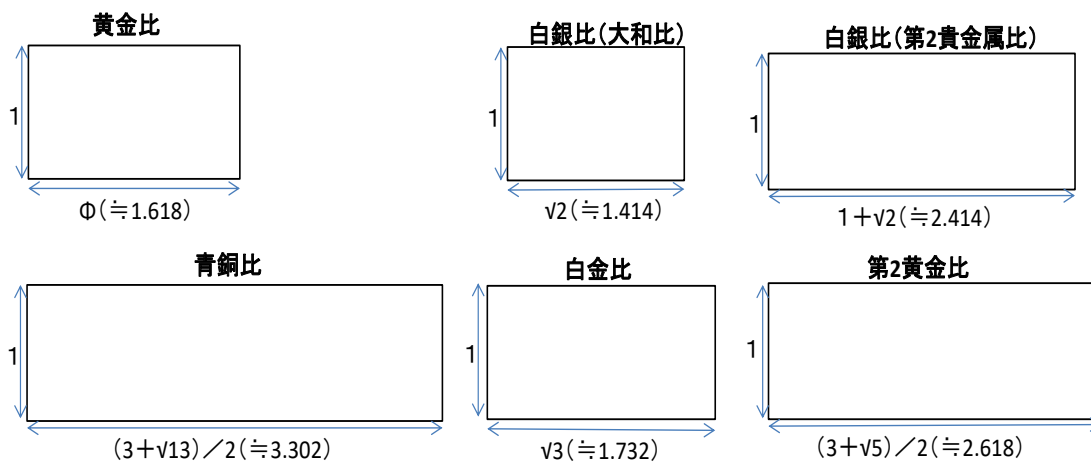 黄金比
1
Φ(≒1.618)
白銀比(大和比)
1
√2(≒1.414)
白銀比(第2貴金属比)
1
1+√2(≒2.414)
青銅比
1
(3+√13)/2(≒3.302)
白金比
1
√3(≒1.732)
第2黄金比
1
(3+√5)/2(≒2.618)